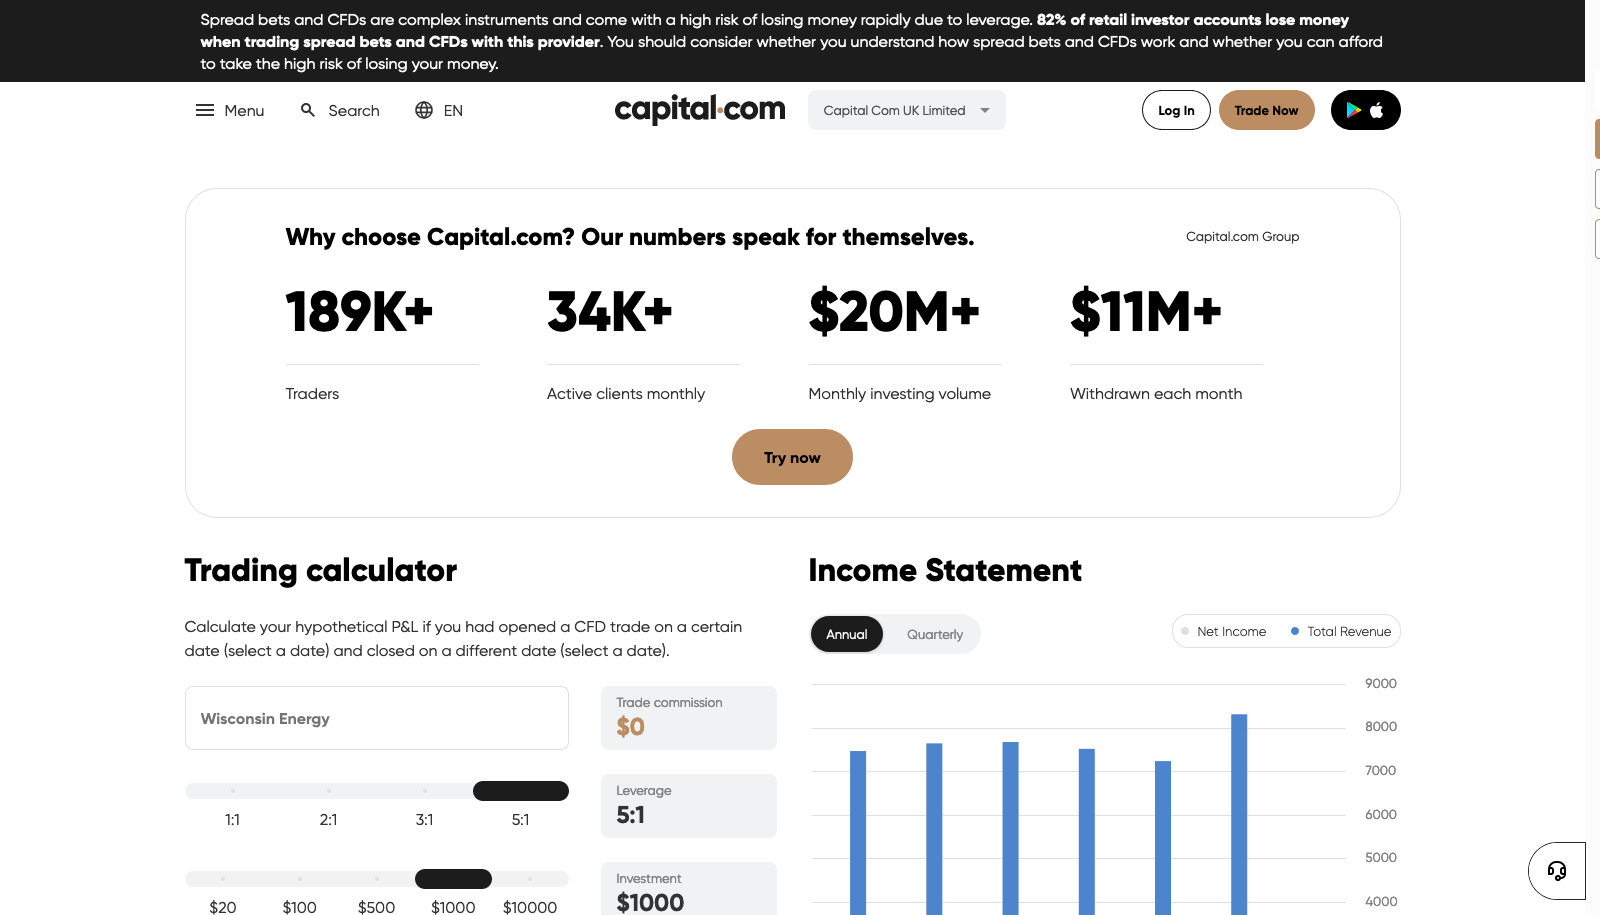 Spread bets and CFDs are complex instruments and come with a high risk of losing money rapidly due to leverage. 82% of retail investor accounts lose money
when trading spread bets and CFDs with this provider. You should consider whether you understand how spread bets and CFDs work and whether you can afford
to take the high risk of losing your money.
Menu Search EN capital.com Capital Com UK Limited Log In Trade Now
Why choose Capital.com? Our numbers speak for themselves. Capital.com Group
189K+ 34K+ $20M+ $11M+
Traders Active clients monthly Monthly investing volume Withdrawn each month
Try now
Trading calculator
Calculate your hypothetical P&L if you had opened a CFD trade on a certain
date (select a date) and closed on a different date (select a date).
Wisconsin Energy
Trade commission
$0
1:1 2:1 3:1 5:1
Leverage
5:1
$20 $100 $500 $1000 $10000
Investment
$1000
Income Statement
Annual Quarterly
Net Income Total Revenue
9000
8000
7000
6000
5000
4000